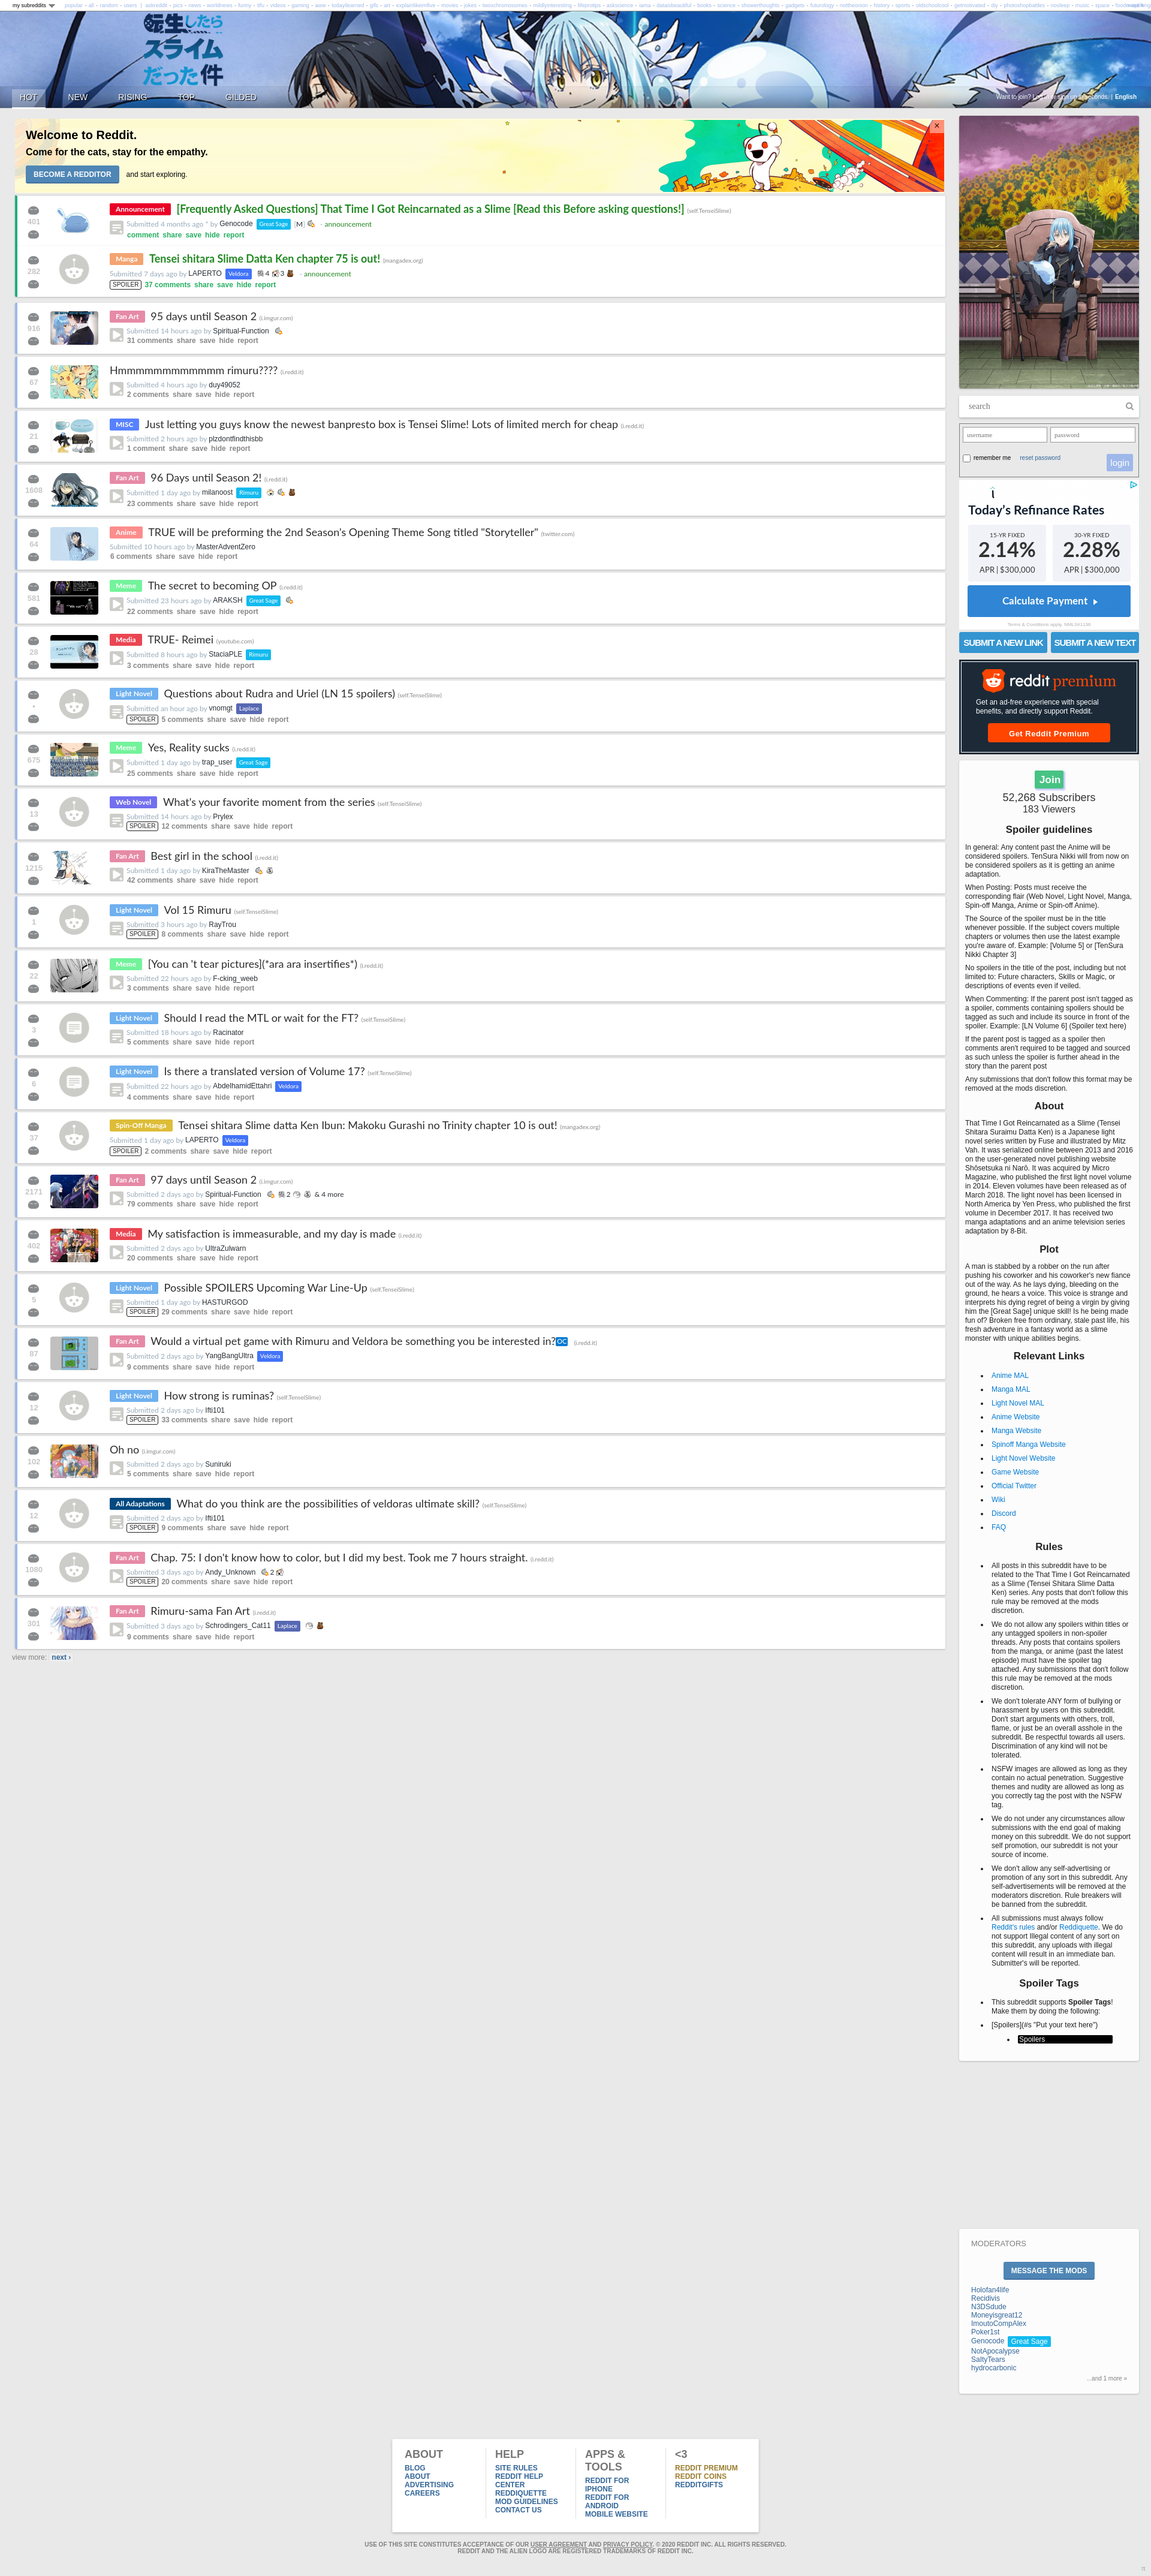 my subreddits
popular - all - random - users | askreddit - pics - news - worldnews - funny - tifu - videos - gaming - aww - todayilearned - gifs - art - explainlikeimfive - movies - jokes - twoxchromosomes - mildlyinteresting - lifeprotips - askscience - iama - dataisbeautiful - books - science - showerthoughts - gadgets - futurology - nottheonion - history - sports - oldschoolcool - getmotivated - diy - photoshopbattles - nosleep - music - space
転生したら
スライム
だった件
HOT NEW RISING TOP GILDED
English
Welcome to Reddit.
Come for the cats, stay for the empathy.
BECOME A REDDITOR and start exploring.
401
Announcement [Frequently Asked Questions] That Time I Got Reincarnated as a Slime [Read this Before asking questions!] (self.TenseiSlime)
Submitted 4 months ago * by Genocode Great Sage [M] - announcement
comment share save hide report
282
Manga Tensei shitara Slime Datta Ken chapter 75 is out! (mangadex.org)
Submitted 7 days ago by LAPERTO Veldora 4 3 - announcement
SPOILER 37 comments share save hide report
916
Fan Art 95 days until Season 2 (i.imgur.com)
Submitted 14 hours ago by Spiritual-Function
31 comments share save hide report
67
Hmmmmmmmmmmmm rimuru???? (i.redd.it)
Submitted 4 hours ago by duy49052
2 comments share save hide report
21
MISC Just letting you guys know the newest banpresto box is Tensei Slime! Lots of limited merch for cheap (i.redd.it)
Submitted 2 hours ago by plzdontfindthisbb
1 comment share save hide report
1608
Fan Art 96 Days until Season 2! (i.redd.it)
Submitted 1 day ago by milanoost Rimuru
23 comments share save hide report
64
Anime TRUE will be preforming the 2nd Season's Opening Theme Song titled "Storyteller" (twitter.com)
Submitted 10 hours ago by MasterAdventZero
6 comments share save hide report
581
Meme The secret to becoming OP (i.redd.it)
Submitted 23 hours ago by ARAKSH Great Sage
22 comments share save hide report
28
Media TRUE- Reimei (youtube.com)
Submitted 8 hours ago by StaciaPLE Rimuru
3 comments share save hide report
•
Light Novel Questions about Rudra and Uriel (LN 15 spoilers) (self.TenseiSlime)
Submitted an hour ago by vnomgt Laplace
SPOILER 5 comments share save hide report
675
Meme Yes, Reality sucks (i.redd.it)
Submitted 1 day ago by trap_user Great Sage
25 comments share save hide report
13
Web Novel What's your favorite moment from the series (self.TenseiSlime)
Submitted 14 hours ago by Prylex
SPOILER 12 comments share save hide report
1215
Fan Art Best girl in the school (i.redd.it)
Submitted 1 day ago by KiraTheMaster
42 comments share save hide report
1
Light Novel Vol 15 Rimuru (self.TenseiSlime)
Submitted 3 hours ago by RayTrou
SPOILER 8 comments share save hide report
22
Meme [You can 't tear pictures](*ara ara insertifies*) (i.redd.it)
Submitted 22 hours ago by F-cking_weeb
3 comments share save hide report
3
Light Novel Should I read the MTL or wait for the FT? (self.TenseiSlime)
Submitted 18 hours ago by Racinator
5 comments share save hide report
6
Light Novel Is there a translated version of Volume 17? (self.TenseiSlime)
Submitted 22 hours ago by AbdelhamidEttahri Veldora
4 comments share save hide report
37
Spin-Off Manga Tensei shitara Slime datta Ken Ibun: Makoku Gurashi no Trinity chapter 10 is out! (mangadex.org)
Submitted 1 day ago by LAPERTO Veldora
SPOILER 2 comments share save hide report
2171
Fan Art 97 days until Season 2 (i.imgur.com)
Submitted 2 days ago by Spiritual-Function 2 & 4 more
79 comments share save hide report
402
Media My satisfaction is immeasurable, and my day is made (i.redd.it)
Submitted 2 days ago by UltraZulwarn
20 comments share save hide report
5
Light Novel Possible SPOILERS Upcoming War Line-Up (self.TenseiSlime)
Submitted 1 day ago by HASTURGOD
SPOILER 29 comments share save hide report
87
Fan Art Would a virtual pet game with Rimuru and Veldora be something you be interested in? OC (i.redd.it)
Submitted 2 days ago by YangBangUltra Veldora
9 comments share save hide report
12
Light Novel How strong is ruminas? (self.TenseiSlime)
Submitted 2 days ago by Ifti101
SPOILER 33 comments share save hide report
102
Oh no (i.imgur.com)
Submitted 2 days ago by Suniruki
5 comments share save hide report
12
All Adaptations What do you think are the possibilities of veldoras ultimate skill? (self.TenseiSlime)
Submitted 2 days ago by Ifti101
SPOILER 9 comments share save hide report
1080
Fan Art Chap. 75: I don't know how to color, but I did my best. Took me 7 hours straight. (i.redd.it)
Submitted 3 days ago by Andy_Unknown 2
SPOILER 20 comments share save hide report
301
Fan Art Rimuru-sama Fan Art (i.redd.it)
Submitted 3 days ago by Schrodingers_Cat11 Laplace
9 comments share save hide report
view more: next ›
search
username password
remember me reset password login
Today's Refinance Rates
15-YR FIXED 30-YR FIXED
2.14% 2.28%
APR | $300,000 APR | $300,000
Calculate Payment
Terms & Conditions apply. NMLS#1136
SUBMIT A NEW LINK SUBMIT A NEW TEXT
reddit premium
Get an ad-free experience with special
benefits, and directly support Reddit.
Get Reddit Premium
Join
52,268 Subscribers
183 Viewers
Spoiler guidelines
In general: Any content past the Anime will be
considered spoilers. TenSura Nikki will from now on
be considered spoilers as it is getting an anime
adaptation.
When Posting: Posts must receive the
corresponding flair (Web Novel, Light Novel, Manga,
Spin-off Manga, Anime or Spin-off Anime).
The Source of the spoiler must be in the title
whenever possible. If the subject covers multiple
chapters or volumes then use the latest example
you're aware of. Example: [Volume 5] or [TenSura
Nikki Chapter 3]
No spoilers in the title of the post, including but not
limited to: Future characters, Skills or Magic, or
descriptions of events even if veiled.
When Commenting: If the parent post isn't tagged as
a spoiler, comments containing spoilers should be
tagged as such and include its source in front of the
spoiler. Example: [LN Volume 6] (Spoiler text here)
If the parent post is tagged as a spoiler then
comments aren't required to be tagged and sourced
as such unless the spoiler is further ahead in the
story than the parent post
Any submissions that don't follow this format may be
removed at the mods discretion.
About
That Time I Got Reincarnated as a Slime (Tensei
Shitara Suraimu Datta Ken) is a Japanese light
novel series written by Fuse and illustrated by Mitz
Vah. It was serialized online between 2013 and 2016
on the user-generated novel publishing website
Shōsetsuka ni Narō. It was acquired by Micro
Magazine, who published the first light novel volume
in 2014. Eleven volumes have been released as of
March 2018. The light novel has been licensed in
North America by Yen Press, who published the first
volume in December 2017. It has received two
manga adaptations and an anime television series
adaptation by 8-Bit.
Plot
A man is stabbed by a robber on the run after
pushing his coworker and his coworker's new fiance
out of the way. As he lays dying, bleeding on the
ground, he hears a voice. This voice is strange and
interprets his dying regret of being a virgin by giving
him the [Great Sage] unique skill! Is he being made
fun of? Broken free from ordinary, stale past life, his
fresh adventure in a fantasy world as a slime
monster with unique abilities begins.
Relevant Links
Anime MAL
Manga MAL
Light Novel MAL
Anime Website
Manga Website
Spinoff Manga Website
Light Novel Website
Game Website
Official Twitter
Wiki
Discord
FAQ
Rules
All posts in this subreddit have to be
related to the That Time I Got Reincarnated
as a Slime (Tensei Shitara Slime Datta
Ken) series. Any posts that don't follow this
rule may be removed at the mods
discretion.
We do not allow any spoilers within titles or
any untagged spoilers in non-spoiler
threads. Any posts that contains spoilers
from the manga, or anime (past the latest
episode) must have the spoiler tag
attached. Any submissions that don't follow
this rule may be removed at the mods
discretion.
We don't tolerate ANY form of bullying or
harassment by users on this subreddit.
Don't start arguments with others, troll,
flame, or just be an overall asshole in the
subreddit. Be respectful towards all users.
Discrimination of any kind will not be
tolerated.
NSFW images are allowed as long as they
contain no actual penetration. Suggestive
themes and nudity are allowed as long as
you correctly tag the post with the NSFW
tag.
We do not under any circumstances allow
submissions with the end goal of making
money on this subreddit. We do not support
self promotion, our subreddit is not your
source of income.
We don't allow any self-advertising or
promotion of any sort in this subreddit. Any
self-advertisements will be removed at the
moderators discretion. Rule breakers will
be banned from the subreddit.
All submissions must always follow
Reddit's rules and/or Reddiquette. We do
not support Illegal content of any sort on
this subreddit, any uploads with illegal
content will result in an immediate ban.
Submitter's will be reported.
Spoiler Tags
This subreddit supports Spoiler Tags!
Make them by doing the following:
[Spoilers](#s "Put your text here")
Spoilers
MODERATORS
MESSAGE THE MODS
Holofan4life
Recidivis
N3DSdude
Moneyisgreat12
ImoutoCompAlex
Poker1st
Genocode Great Sage
NotApocalypse
SaltyTears
hydrocarbonic
...and 1 more »
ABOUT
BLOG
ABOUT
ADVERTISING
CAREERS
HELP
SITE RULES
REDDIT HELP
CENTER
REDDIQUETTE
MOD GUIDELINES
CONTACT US
APPS &
TOOLS
REDDIT FOR
IPHONE
REDDIT FOR
ANDROID
MOBILE WEBSITE
<3
REDDIT PREMIUM
REDDIT COINS
REDDITGIFTS
USE OF THIS SITE CONSTITUTES ACCEPTANCE OF OUR USER AGREEMENT AND PRIVACY POLICY. © 2020 REDDIT INC. ALL RIGHTS RESERVED.
REDDIT AND THE ALIEN LOGO ARE REGISTERED TRADEMARKS OF REDDIT INC.
π